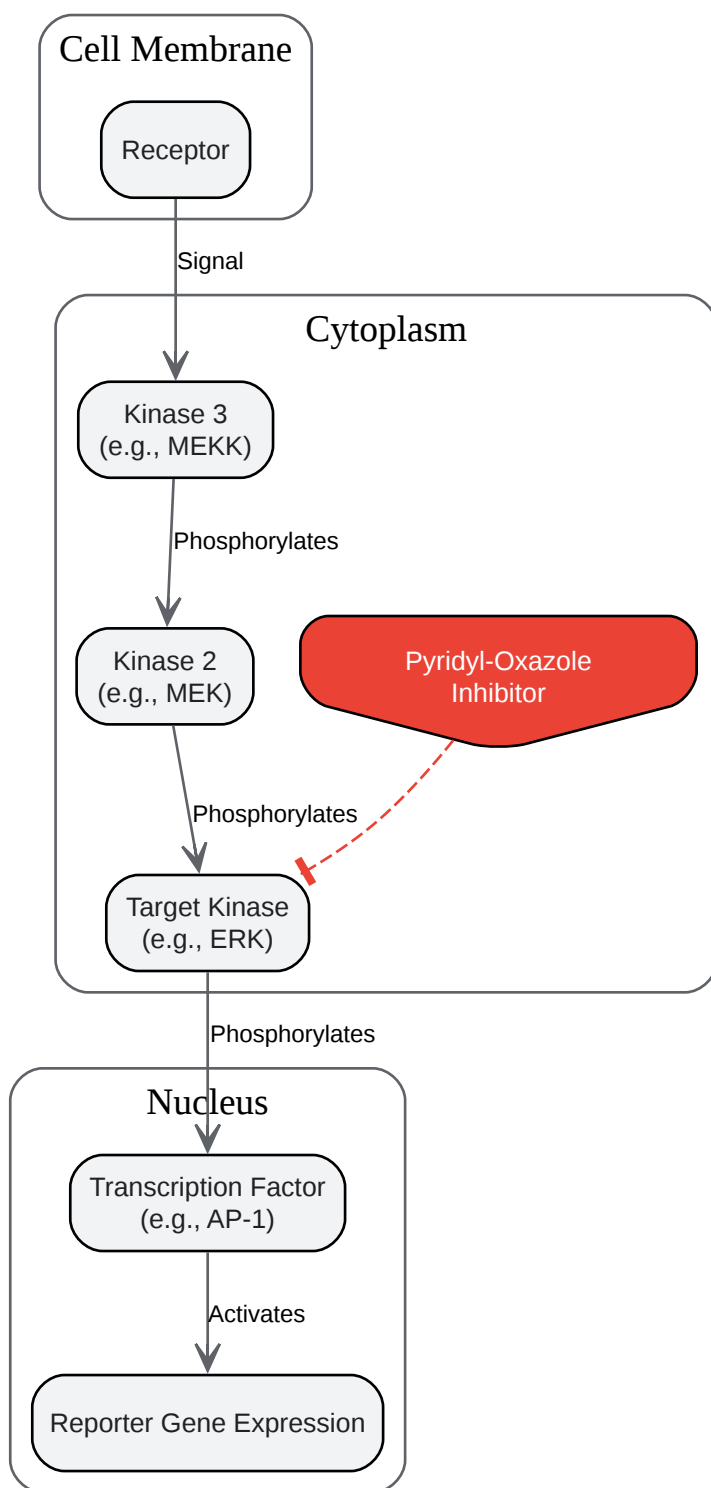 Cell Membrane
Receptor
Signal
Cytoplasm
Kinase 3
(e.g., MEKK)
Phosphorylates
Kinase 2
(e.g., MEK)
Pyridyl-Oxazole
Inhibitor
Phosphorylates
Target Kinase
(e.g., ERK)
Phosphorylates
Nucleus
Transcription Factor
(e.g., AP-1)
Activates
Reporter Gene Expression